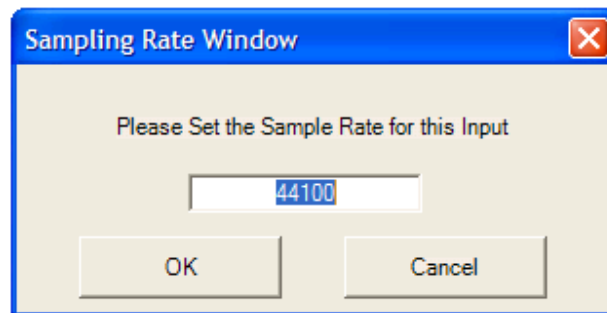 Sampling Rate Window
Please Set the Sample Rate for this Input
44100
OK
Cancel